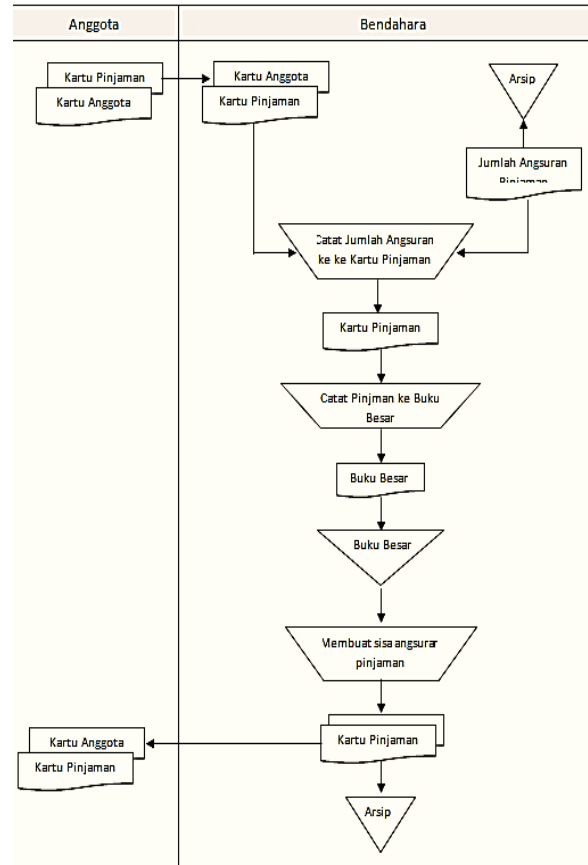 Anggota
Bendahara
Kartu Pinjaman
Kartu Anggota
Kartu Anggota
Kartu Pinjaman
Arsip
Jumlah Angsuran
Pinjaman
Catat Jumlah Angsuran
ke ke Kartu Pinjaman
Kartu Pinjaman
Catat Pinjman ke Buku
Besar
Buku Besar
Buku Besar
Membuat sisa angsuran
pinjaman
Kartu Anggota
Kartu Pinjaman
Kartu Pinjaman
Arsip